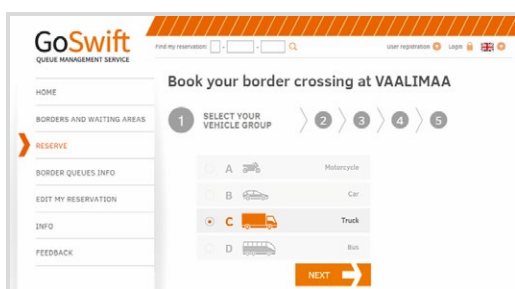 GoSwift
QUEUE MANAGEMENT SERVICE
Find my reservation: - -
User registration Login
HOME
BORDERS AND WAITING AREAS
RESERVE
BORDER QUEUES INFO
EDIT MY RESERVATION
INFO
FEEDBACK
Book your border crossing at VAALIMAA
1 SELECT YOUR
VEHICLE GROUP
2 3 4 5
A Motorcycle
B Car
C Truck
D Bus
NEXT